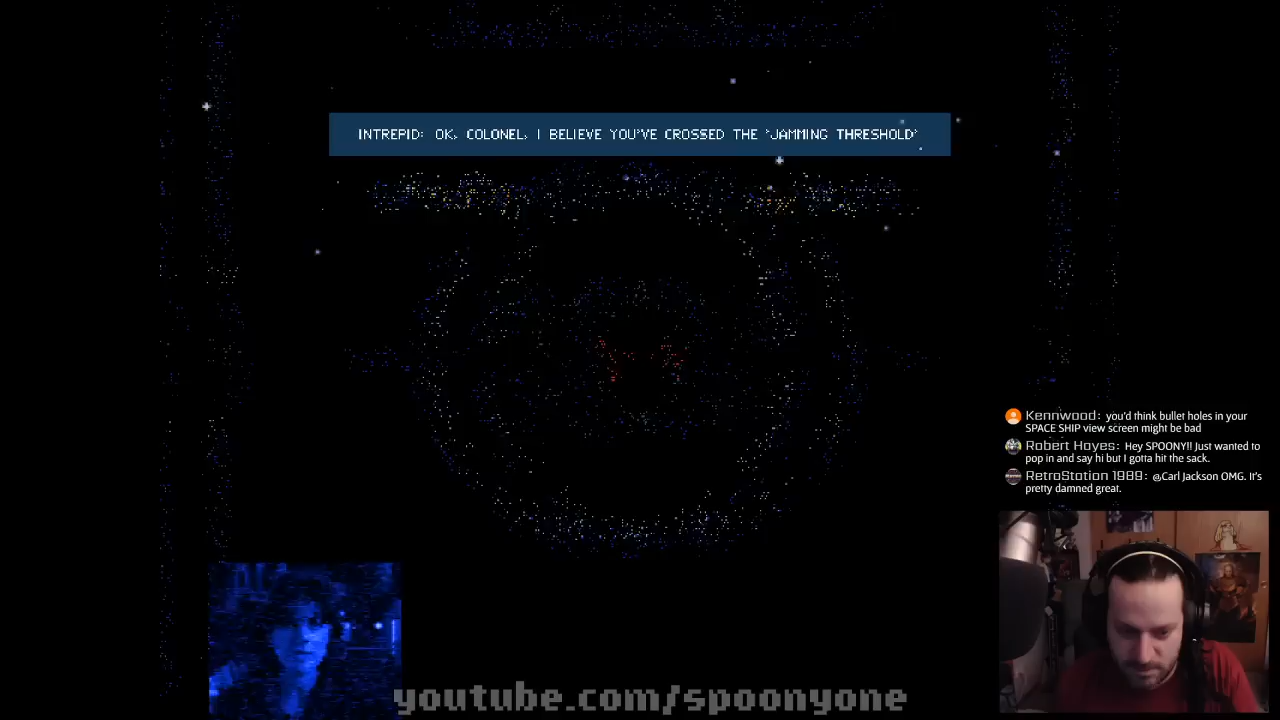 INTREPID: OK, COLONEL, I BELIEVE YOU'VE CROSSED THE 'JAMMING THRESHOLD'
Kennwood: you'd think bullet holes in your
SPACE SHIP view screen might be bad
Robert Hayes: Hey SPOONY!! Just wanted to
pop in and say hi but I gotta hit the sack.
RetroStation 1989: @Carl Jackson OMG. It's
pretty damned great.
youtube.com/spoonyone